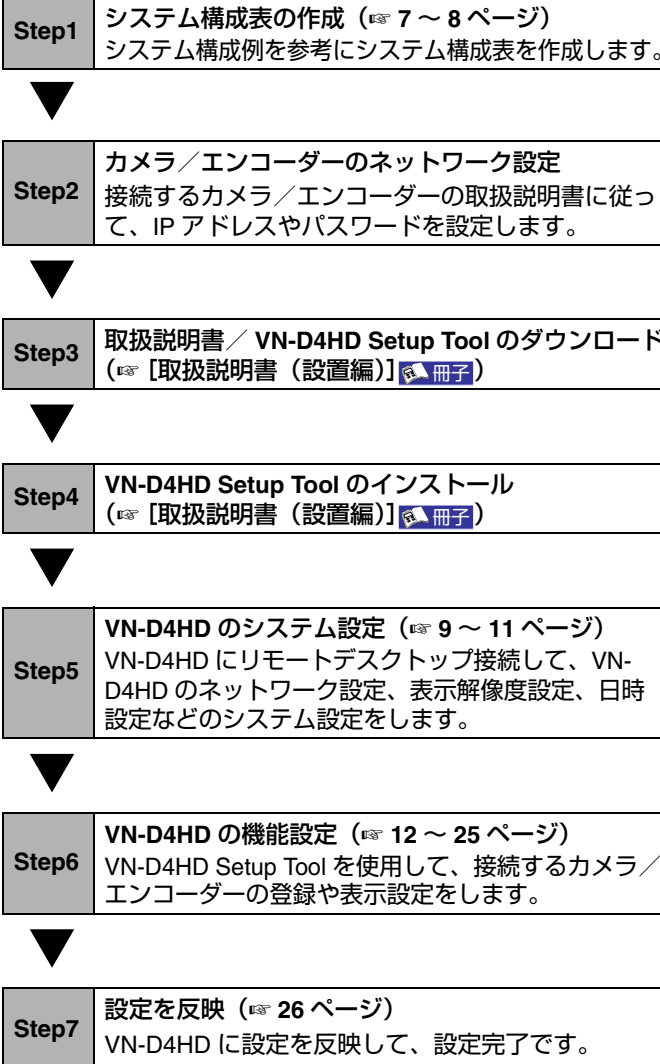 Step1
システム構成表の作成（☞ 7 ～ 8 ページ）
システム構成例を参考にシステム構成表を作成します。
Step2
カメラ／エンコーダーのネットワーク設定
接続するカメラ／エンコーダーの取扱説明書に従っ
て、IP アドレスやパスワードを設定します。
Step3
取扱説明書／ VN-D4HD Setup Tool のダウンロード
（☞ [取扱説明書（設置編）] 冊子）
Step4
VN-D4HD Setup Tool のインストール
（☞ [取扱説明書（設置編）] 冊子）
Step5
VN-D4HD のシステム設定（☞ 9 ～ 11 ページ）
VN-D4HD にリモートデスクトップ接続して、VN-
D4HD のネットワーク設定、表示解像度設定、日時
設定などのシステム設定をします。
Step6
VN-D4HD の機能設定（☞ 12 ～ 25 ページ）
VN-D4HD Setup Tool を使用して、接続するカメラ／
エンコーダーの登録や表示設定をします。
Step7
設定を反映（☞ 26 ページ）
VN-D4HD に設定を反映して、設定完了です。